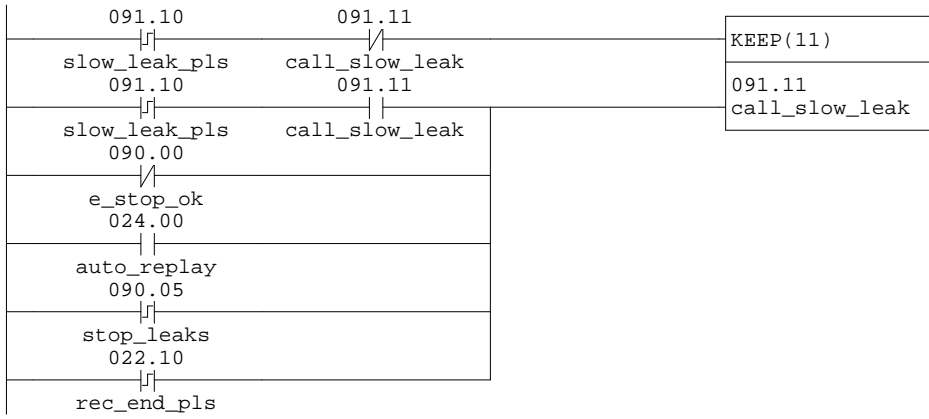 091.10 091.11
KEEP(11)
slow_leak_pls call_slow_leak
091.10 091.11
091.11
call_slow_leak
slow_leak_pls call_slow_leak
090.00
e_stop_ok
024.00
auto_replay
090.05
stop_leaks
022.10
rec_end_pls